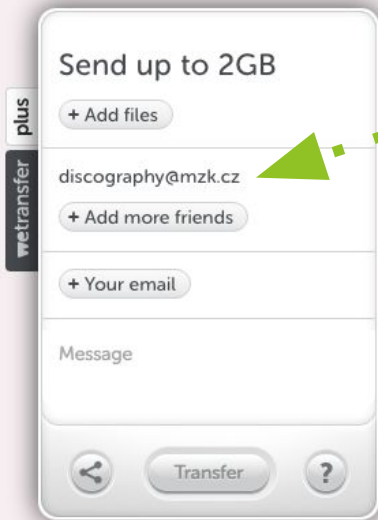 Send up to 2GB
+ Add files
plus
wetransfer
discography@mzk.cz
+ Add more friends
+ Your email
Message
Transfer
?